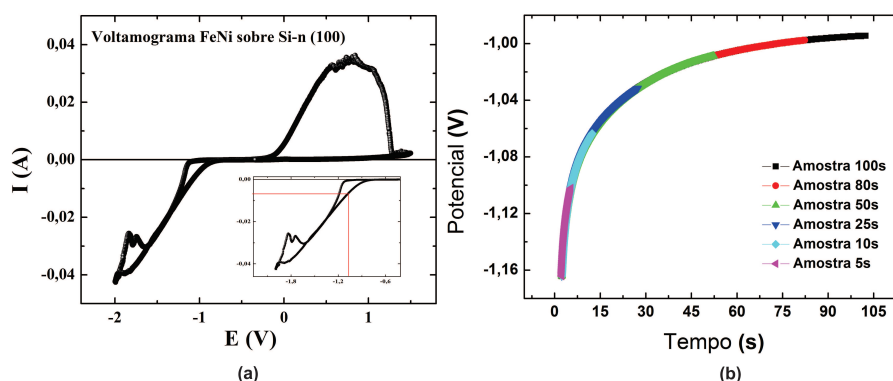 Voltamograma FeNi sobre Si-n (100)
I (A)
0,04
0,02
0,00
-0,02
-0,04
-2
-1
0
1
E (V)
0,00
-0,02
-0,04
-1,8
-1,2
-0,6
(a)
Potencial (V)
-1,00
-1,04
-1,08
-1,12
-1,16
Amostra 100s
Amostra 80s
Amostra 50s
Amostra 25s
Amostra 10s
Amostra 5s
0
15
30
45
60
75
90
105
Tempo (s)
(b)